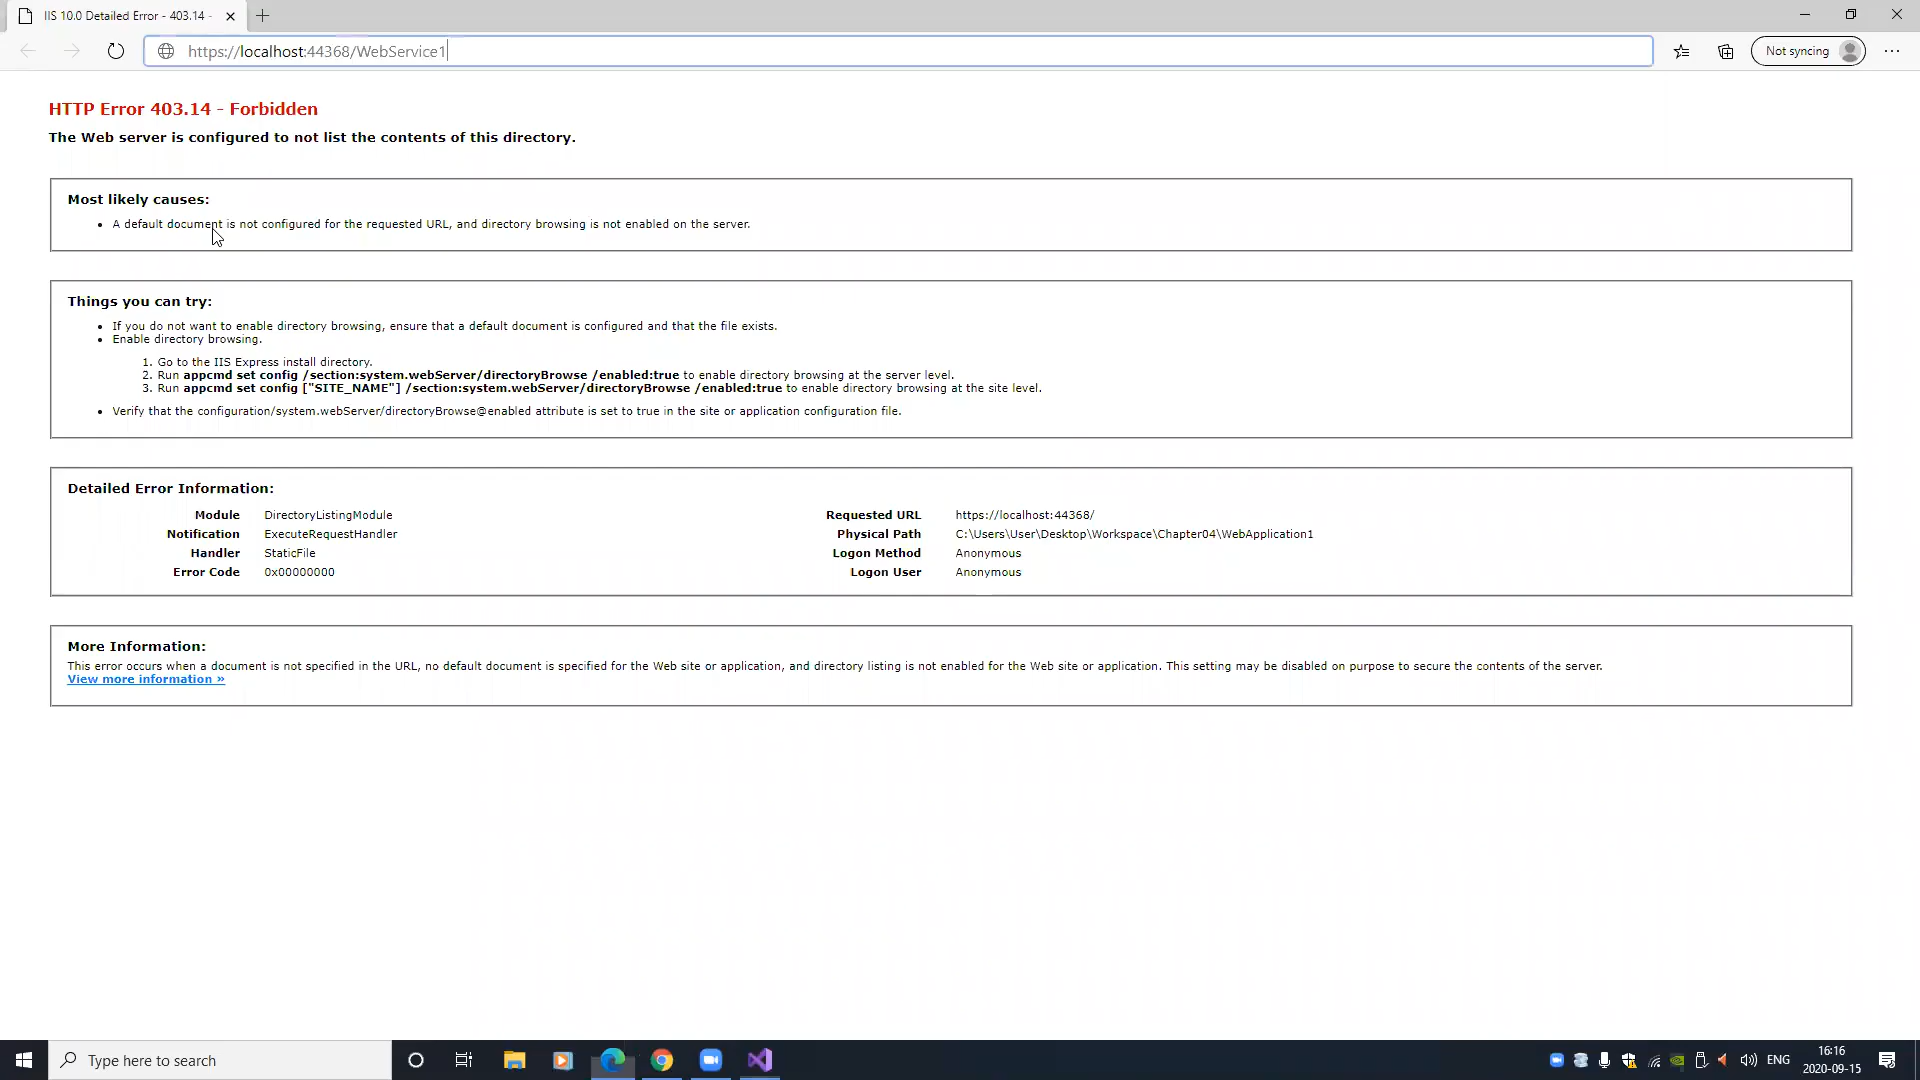 IIS 10.0 Detailed Error - 403.14 -
https://localhost:44368/WebService1
Not syncing
HTTP Error 403.14 - Forbidden
The Web server is configured to not list the contents of this directory.
Most likely causes:
• A default document is not configured for the requested URL, and directory browsing is not enabled on the server.
Things you can try:
• If you do not want to enable directory browsing, ensure that a default document is configured and that the file exists.
• Enable directory browsing.
1. Go to the IIS Express install directory.
2. Run appcmd set config /section:system.webServer/directoryBrowse /enabled:true to enable directory browsing at the server level.
3. Run appcmd set config ["SITE_NAME"] /section:system.webServer/directoryBrowse /enabled:true to enable directory browsing at the site level.
• Verify that the configuration/system.webServer/directoryBrowse@enabled attribute is set to true in the site or application configuration file.
Detailed Error Information:
Module DirectoryListingModule
Notification ExecuteRequestHandler
Handler StaticFile
Error Code 0x00000000
Requested URL https://localhost:44368/
Physical Path C:\Users\User\Desktop\Workspace\Chapter04\WebApplication1
Logon Method Anonymous
Logon User Anonymous
More Information:
This error occurs when a document is not specified in the URL, no default document is specified for the Web site or application, and directory listing is not enabled for the Web site or application. This setting may be disabled on purpose to secure the contents of the server.
View more information »
Type here to search
ENG
16:16
2020-09-15